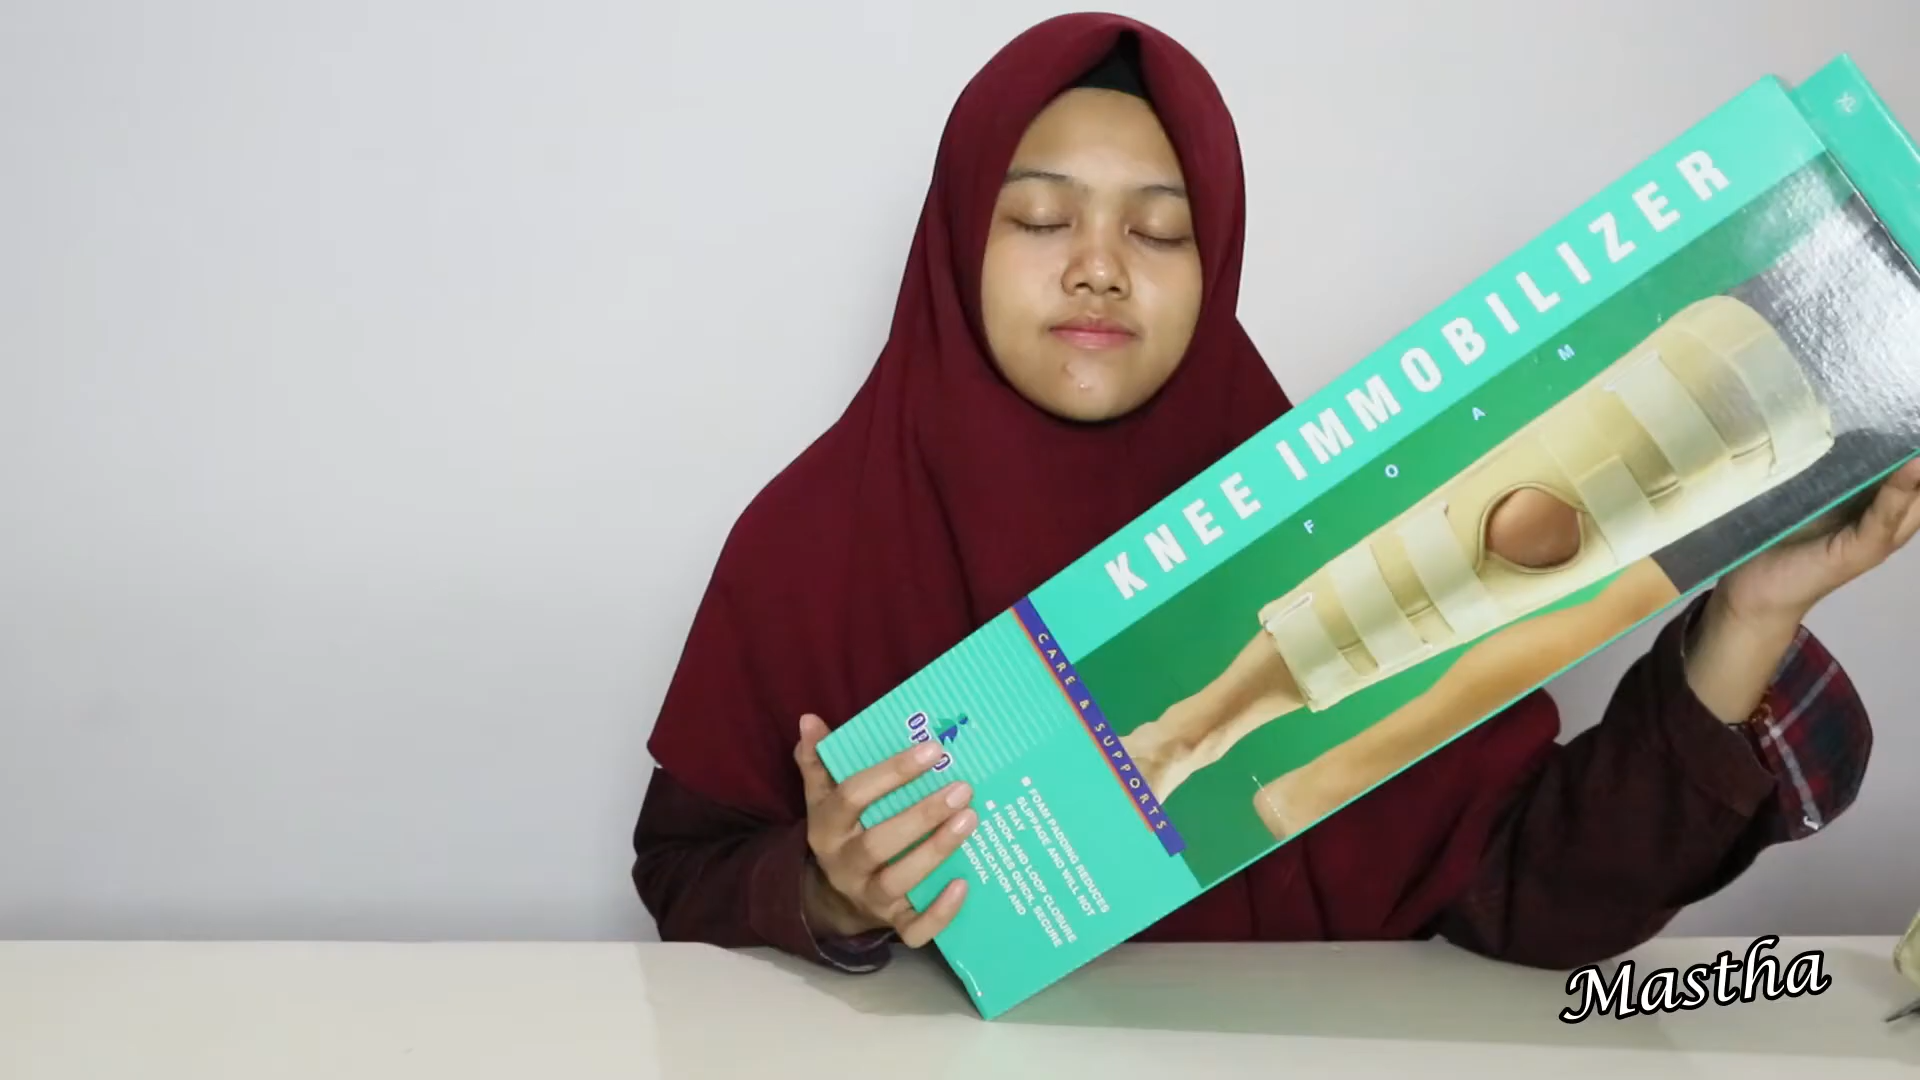 XL
KNEE IMMOBILIZER
FOAM
CARE & SUPPORTS
FOAM PADDING REDUCES
SLIPPAGE AND WILL NOT
FRAY
HOOK AND LOOP CLOSURE
PROVIDES QUICK, SECURE
APPLICATION AND
Mastha